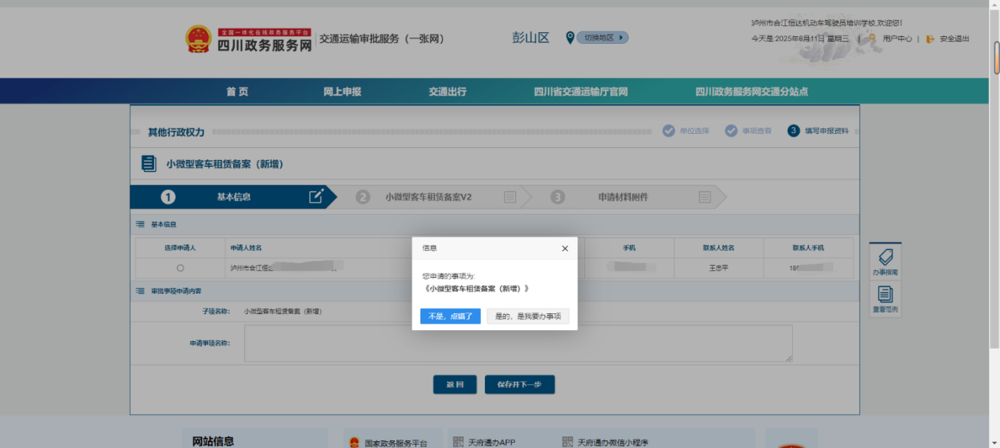 泸州市合江恒达机动车驾驶员培训学校,欢迎您!
全国一体化在线政务服务平台
四川政务服务网
交通运输审批服务（一张网）
彭山区
切换地区
今天是2025年6月11日 星期三
用户中心 | 安全退出
首 页
网上申报
交通出行
四川省交通运输厅官网
四川政务服务网交通分站点
其他行政权力
单位选择
事项查看
3 填写申报资料
小微型客车租赁备案（新增）
1 基本信息
2 小微型客车租赁备案V2
3 申请材料附件
基本信息
选择申请人
申请人姓名
手机
联系人姓名
联系人手机
泸州市合江恒
王忠平
18
审批事项申请内容
子项名称： 小微型客车租赁备案（新增）
申请事项名称：
信息
您申请的事项为:
《小微型客车租赁备案（新增）》
不是，点错了
是的，是我要办事项
返 回
保存并下一步
办事指南
查看范例
网站信息
国家政务服务平台
天府通办APP
天府通办微信小程序